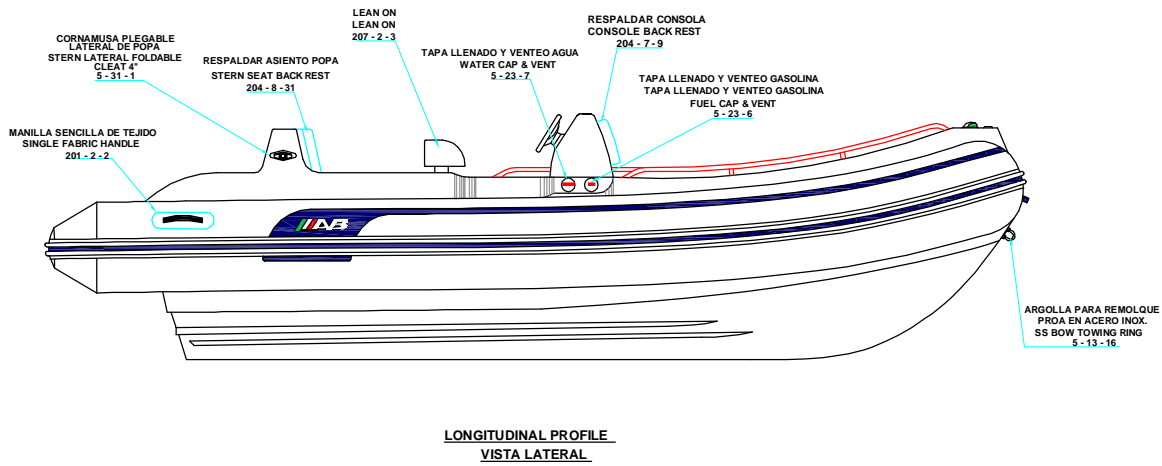 LEAN ON
LEAN ON
207 - 2 - 3
RESPALDAR CONSOLA
CONSOLE BACK REST
204 - 7 - 9
CORNAMUSA PLEGABLE
LATERAL DE POPA
STERN LATERAL FOLDABLE
CLEAT 4"
5 - 31 - 1
RESPALDAR ASIENTO POPA
STERN SEAT BACK REST
204 - 8 - 31
TAPA LLENADO Y VENTEO AGUA
WATER CAP & VENT
5 - 23 - 7
TAPA LLENADO Y VENTEO GASOLINA
TAPA LLENADO Y VENTEO GASOLINA
FUEL CAP & VENT
5 - 23 - 6
MANILLA SENCILLA DE TEJIDO
SINGLE FABRIC HANDLE
201 - 2 - 2
AB
ARGOLLA PARA REMOLQUE
PROA EN ACERO INOX.
SS BOW TOWING RING
5 - 13 - 16
LONGITUDINAL PROFILE
VISTA LATERAL